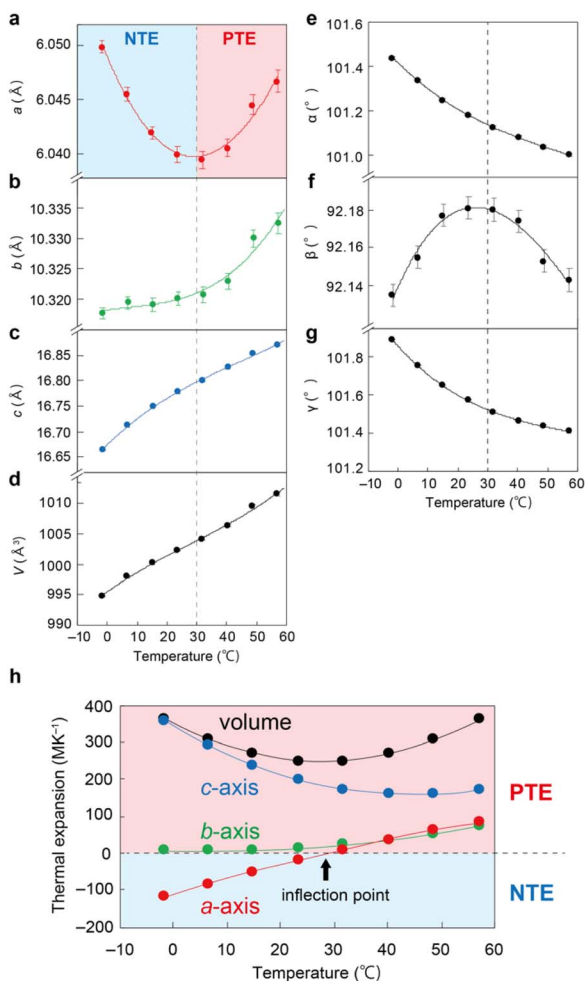 a
NTE
PTE
6.050
6.045
6.040
a (Å)
b
10.335
10.325
10.320
b (Å)
c
16.85
16.80
16.70
16.65
c (Å)
d
1010
1005
1000
995
990
V (Å³)
–10 0 10 20 30 40 50 60
Temperature (℃)
e
101.6
101.4
101.2
101.0
α (°)
f
92.18
92.16
92.14
β (°)
g
101.8
101.6
101.4
101.2
γ (°)
–10 0 10 20 30 40 50 60
Temperature (℃)
h
400
300
200
100
0
–100
–200
Thermal expansion (MK⁻¹)
volume
c-axis
b-axis
a-axis
inflection point
PTE
NTE
–10 0 10 20 30 40 50 60
Temperature (℃)